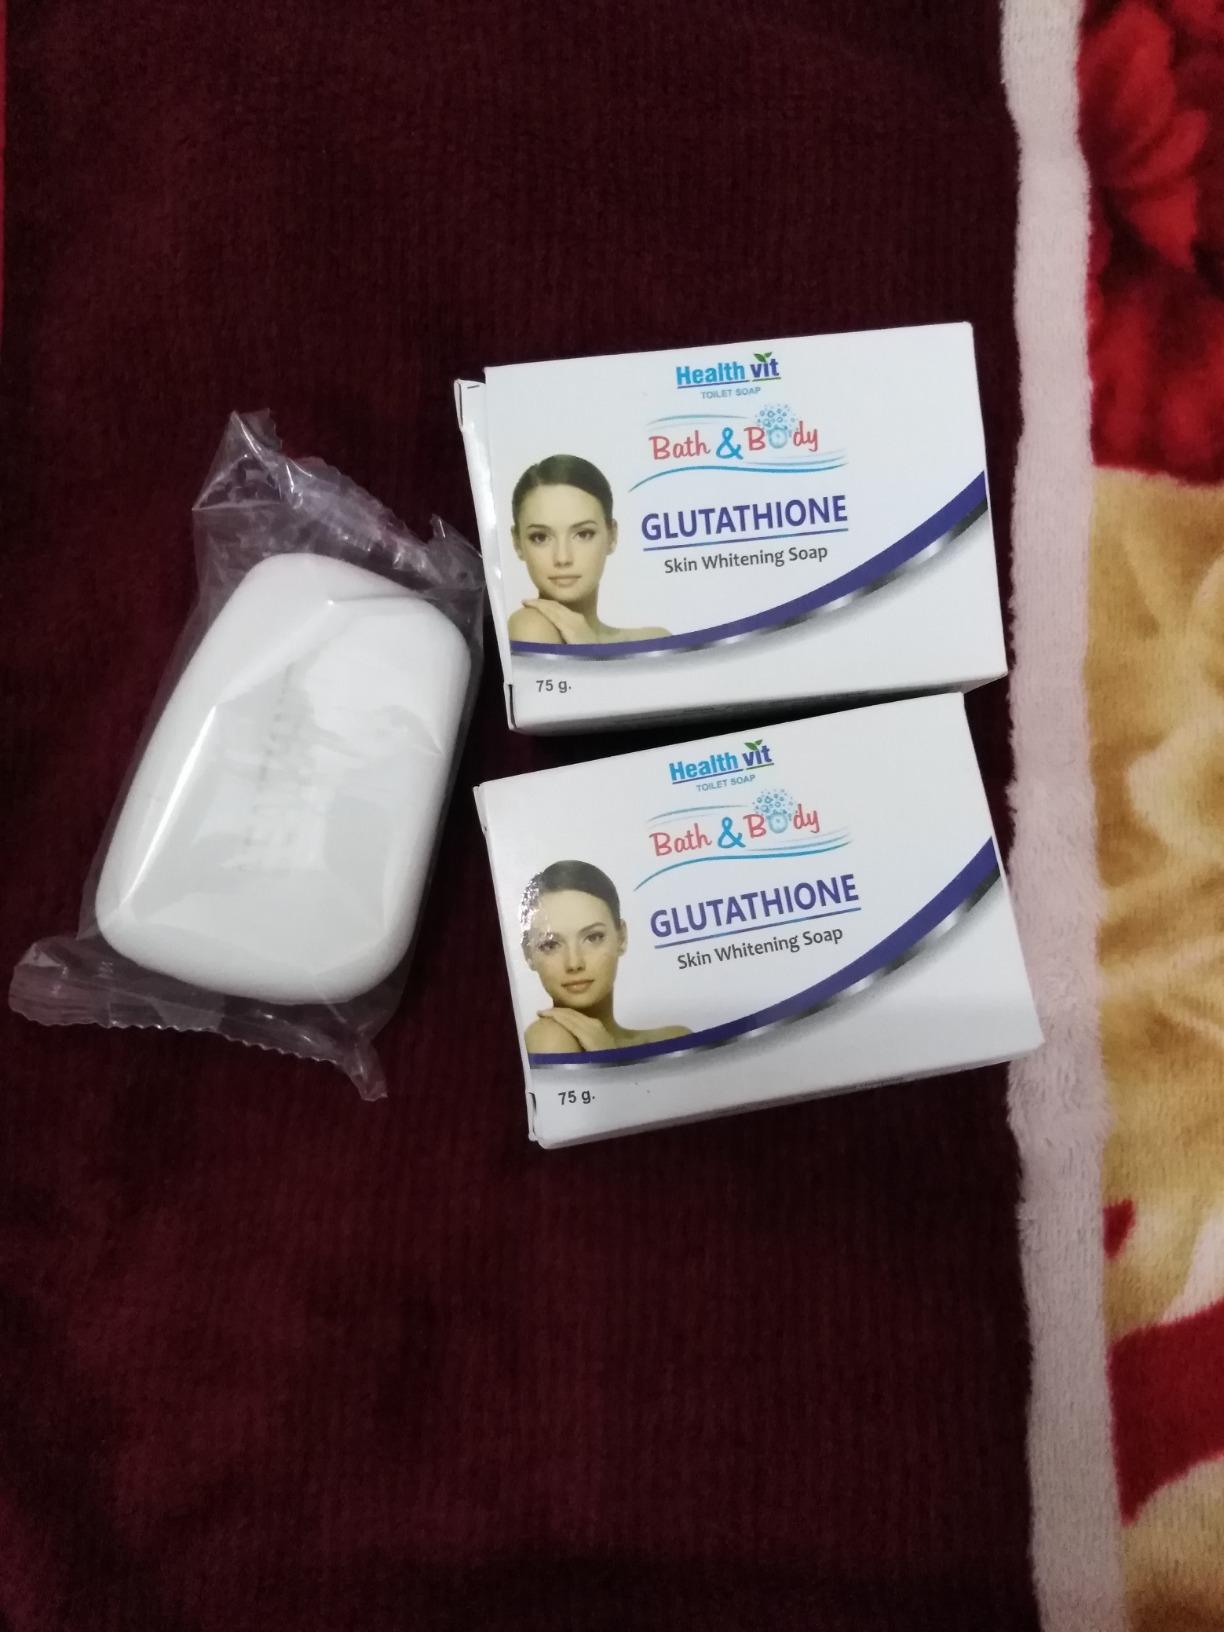 Health vit
TOILET SOAP
Bath & Body
GLUTATHIONE
Skin Whitening Soap
75 g.
Health vit
TOILET SOAP
Bath & Body
GLUTATHIONE
Skin Whitening Soap
75 g.